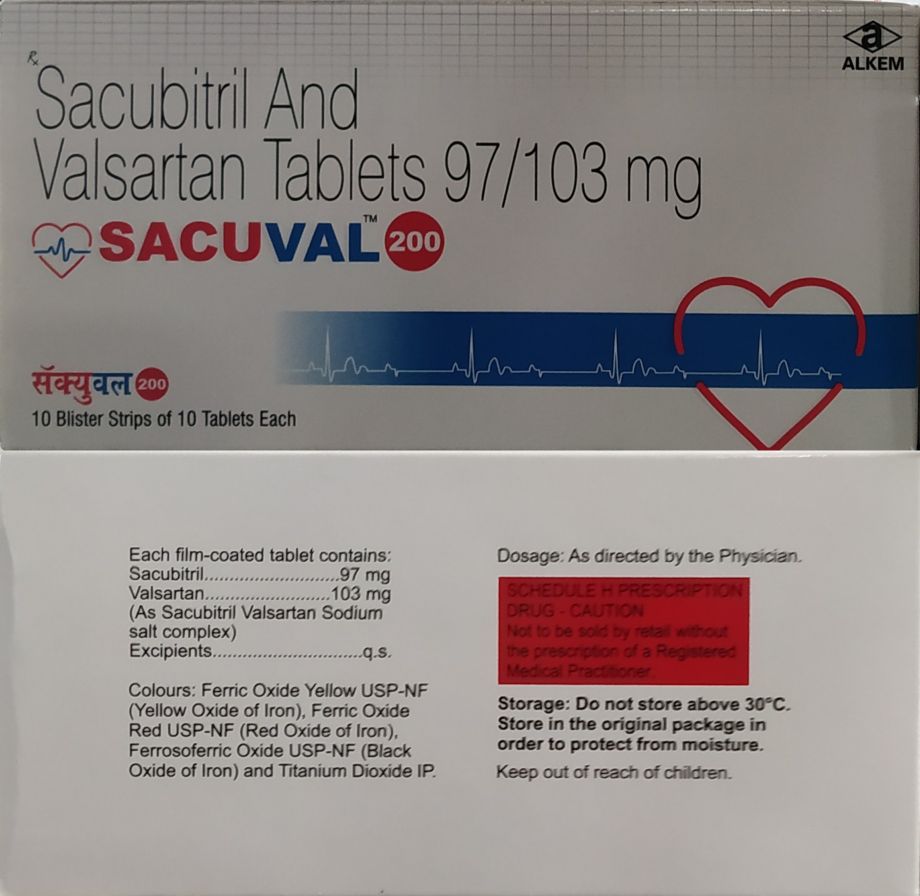 Rx
Sacubitril And
Valsartan Tablets 97/103 mg
SACUVAL™ 200
सॅक्युवल 200
10 Blister Strips of 10 Tablets Each
a
ALKEM
Each film-coated tablet contains:
Sacubitril...........................97 mg
Valsartan.........................103 mg
(As Sacubitril Valsartan Sodium
salt complex)
Excipients..............................q.s.
Colours: Ferric Oxide Yellow USP-NF
(Yellow Oxide of Iron), Ferric Oxide
Red USP-NF (Red Oxide of Iron),
Ferrosoferric Oxide USP-NF (Black
Oxide of Iron) and Titanium Dioxide IP.
Dosage: As directed by the Physician.
SCHEDULE H PRESCRIPTION
DRUG - CAUTION
Not to be sold by retail without
the prescription of a Registered
Medical Practitioner.
Storage: Do not store above 30°C.
Store in the original package in
order to protect from moisture.
Keep out of reach of children.